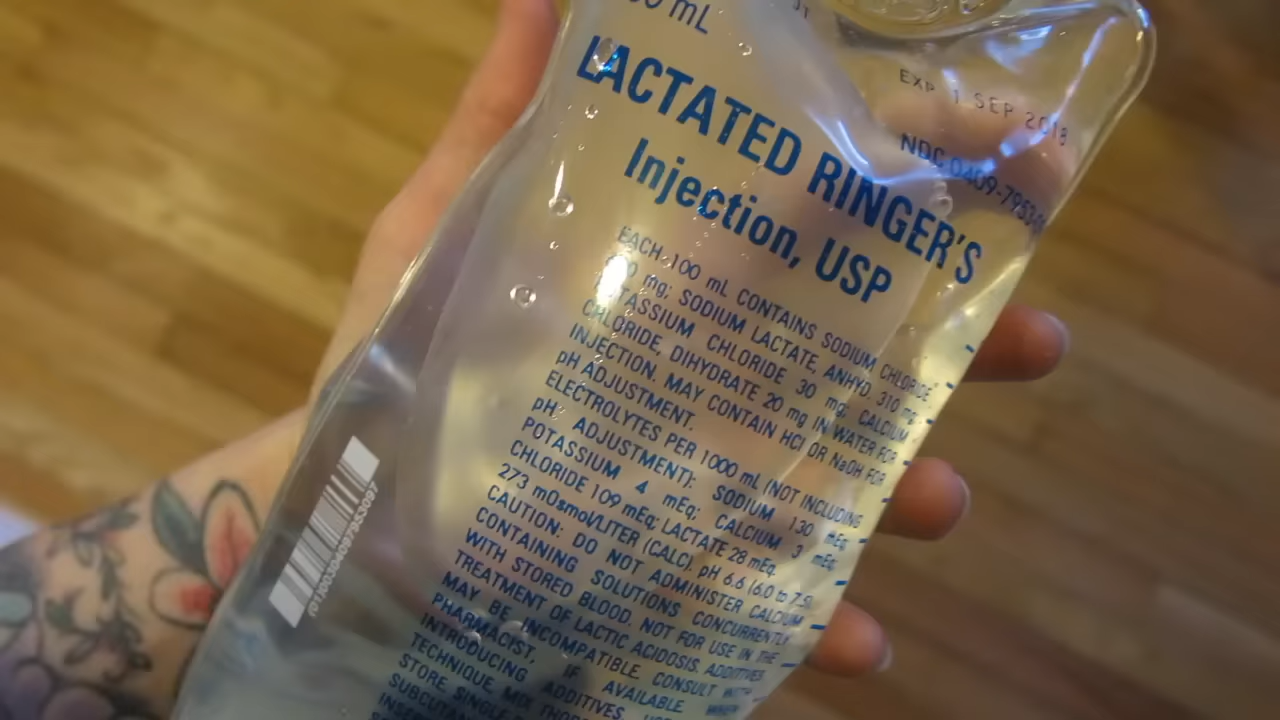 mL
LACTATED RINGER'S
Injection, USP
EXP 1 SEP 2018
NDC 0409-7953
EACH 100 mL CONTAINS SODIUM CHLORIDE
mg; SODIUM LACTATE, ANHYD. 310 mg
POTASSIUM CHLORIDE 30 mg; CALCIUM
CHLORIDE, DIHYDRATE 20 mg IN WATER FOR
INJECTION. MAY CONTAIN HCl OR NaOH FOR
pH ADJUSTMENT.
ELECTROLYTES PER 1000 mL (NOT INCLUDING
pH ADJUSTMENT): SODIUM 130 mEq
POTASSIUM 4 mEq; CALCIUM 3 mEq;
CHLORIDE 109 mEq; LACTATE 28 mEq.
273 mOsmol/LITER (CALC). pH 6.6 (6.0 to 7.5)
CAUTION: DO NOT ADMINISTER CALCIUM
CONTAINING SOLUTIONS CONCURRENTLY
WITH STORED BLOOD. NOT FOR USE IN THE
TREATMENT OF LACTIC ACIDOSIS. ADDITIVES
MAY BE INCOMPATIBLE. CONSULT WITH
PHARMACIST, IF AVAILABLE. WHEN
INTRODUCING ADDITIVES, USE
TECHNIQUE, MIX
STORE.